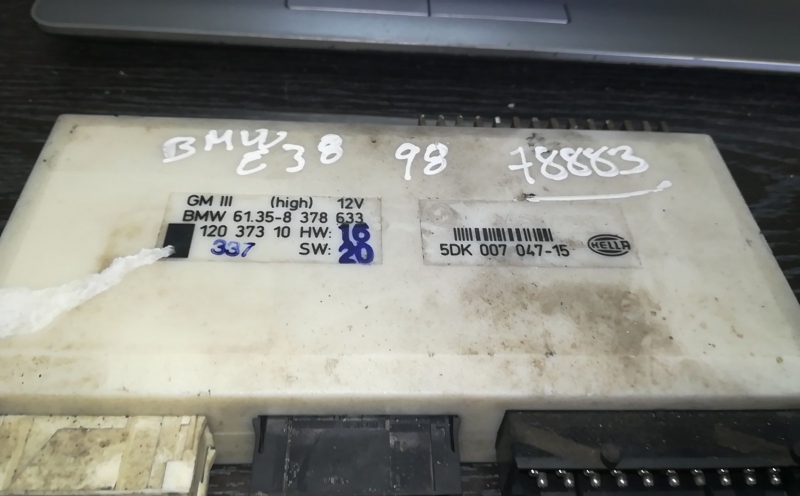 BMW 98 78883
E38
GM III (high) 12V
BMW 61.35-8 378 633
120 373 10 HW: 16
337 SW: 20
5DK 007 047-15
HELLA